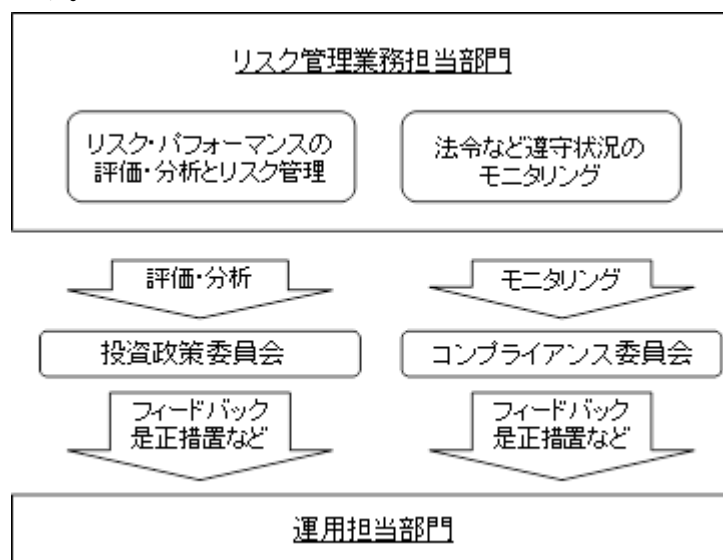 リスク管理業務担当部門
リスク・パフォーマンスの
評価・分析とリスク管理
法令など遵守状況の
モニタリング
評価・分析
モニタリング
投資政策委員会
コンプライアンス委員会
フィードバック
是正措置など
フィードバック
是正措置など
運用担当部門